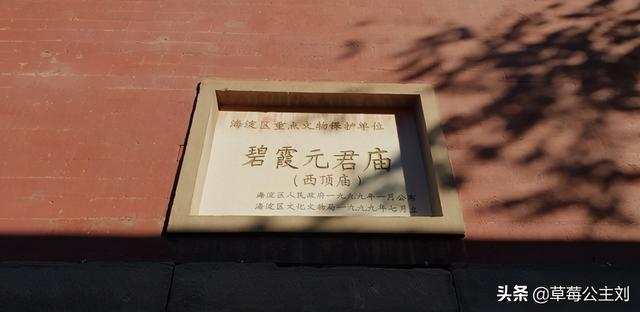 海淀区重点文物保护单位
碧霞元君庙
（西顶庙）
海淀区人民政府一九九九年一月公布
海淀区文化文物局一九九九年七月立
头条 @草莓公主刘